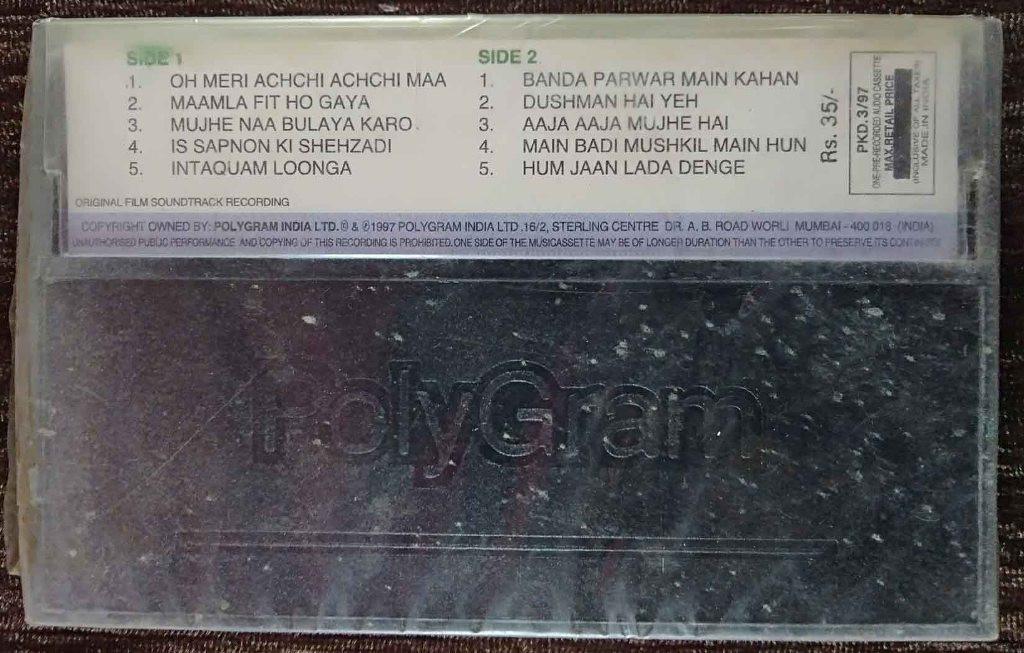 SIDE 1
1. OH MERI ACHCHI ACHCHI MAA
2. MAAMLA FIT HO GAYA
3. MUJHE NAA BULAYA KARO
4. IS SAPNON KI SHEHZADI
5. INTAQUAM LOONGA
SIDE 2
1. BANDA PARWAR MAIN KAHAN
2. DUSHMAN HAI YEH
3. AAJA AAJA MUJHE HAI
4. MAIN BADI MUSHKIL MAIN HUN
5. HUM JAAN LADA DENGE
Rs. 35/-
PKD. 3/97
ONE-PRE-RECORDED AUDIO CASSETTE
MAX.RETAIL PRICE
(INCLUSIVE OF ALL TAXES)
MADE IN INDIA
ORIGINAL FILM SOUNDTRACK RECORDING
COPYRIGHT OWNED BY: POLYGRAM INDIA LTD. © & ℗ 1997 POLYGRAM INDIA LTD .16/2, STERLING CENTRE DR. A. B. ROAD WORLI MUMBAI - 400 018 (INDIA)
UNAUTHORISED PUBLIC PERFORMANCE AND COPYING OF THIS RECORDING IS PROHIBITED. ONE SIDE OF THE MUSICASSETTE MAY BE OF LONGER DURATION THAN THE OTHER TO PRESERVE ITS
PolyGram